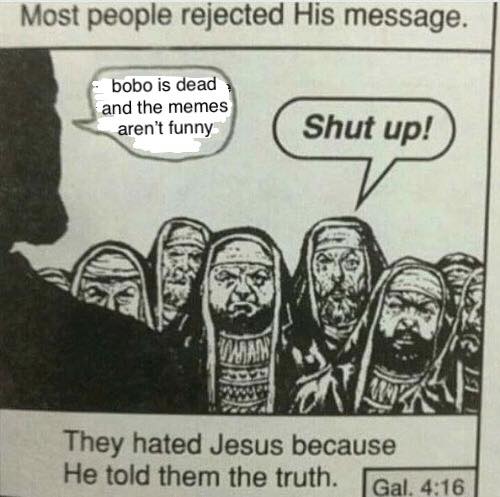 Most people rejected His message.
bobo is dead
and the memes
aren't funny
Shut up!
They hated Jesus because
He told them the truth.
Gal. 4:16